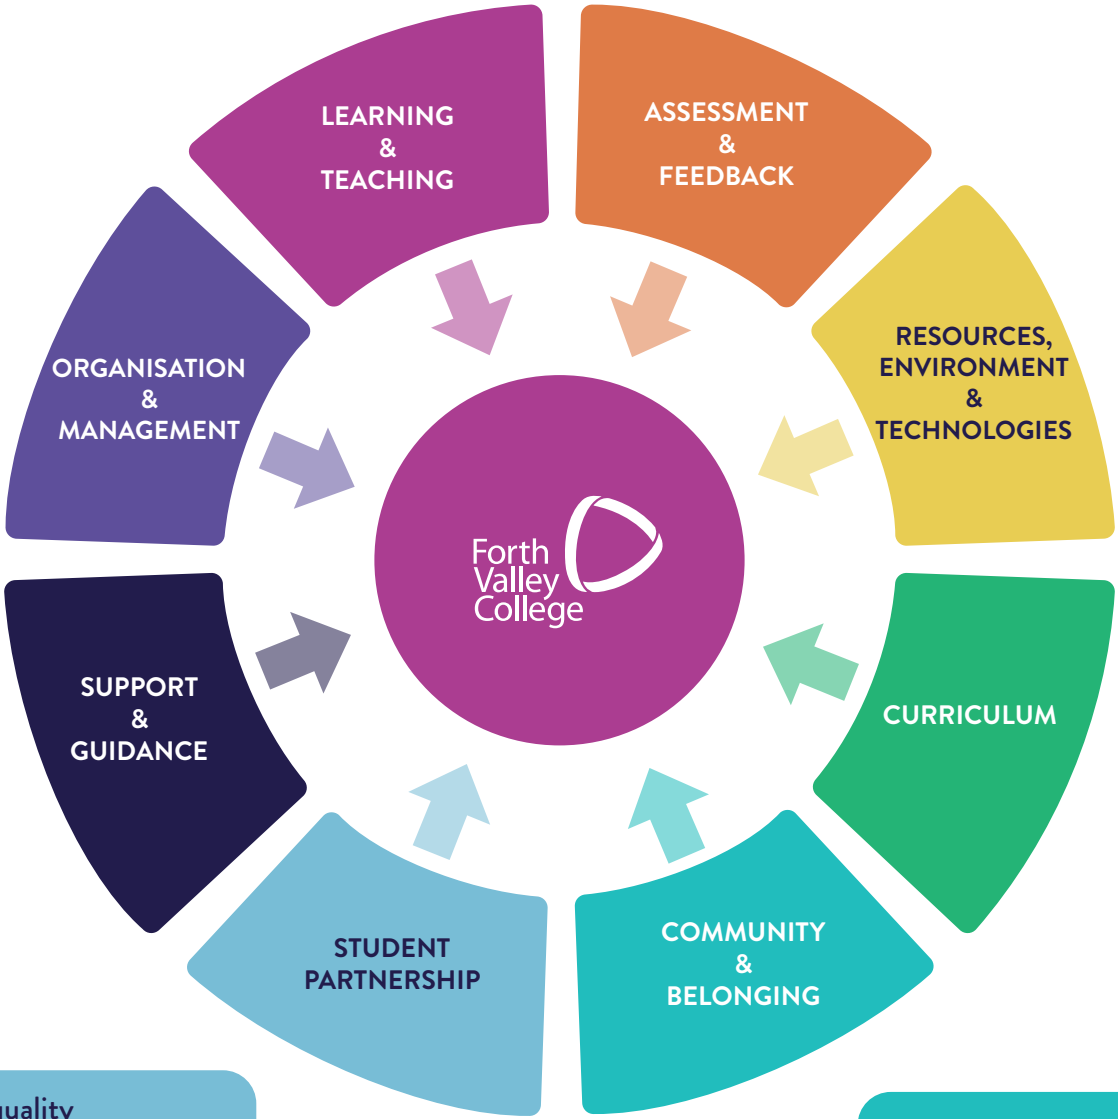 LEARNING
&
TEACHING
ASSESSMENT
&
FEEDBACK
RESOURCES,
ENVIRONMENT
&
TECHNOLOGIES
CURRICULUM
COMMUNITY
&
BELONGING
STUDENT
PARTNERSHIP
SUPPORT
&
GUIDANCE
ORGANISATION
&
MANAGEMENT
Forth
Valley
College